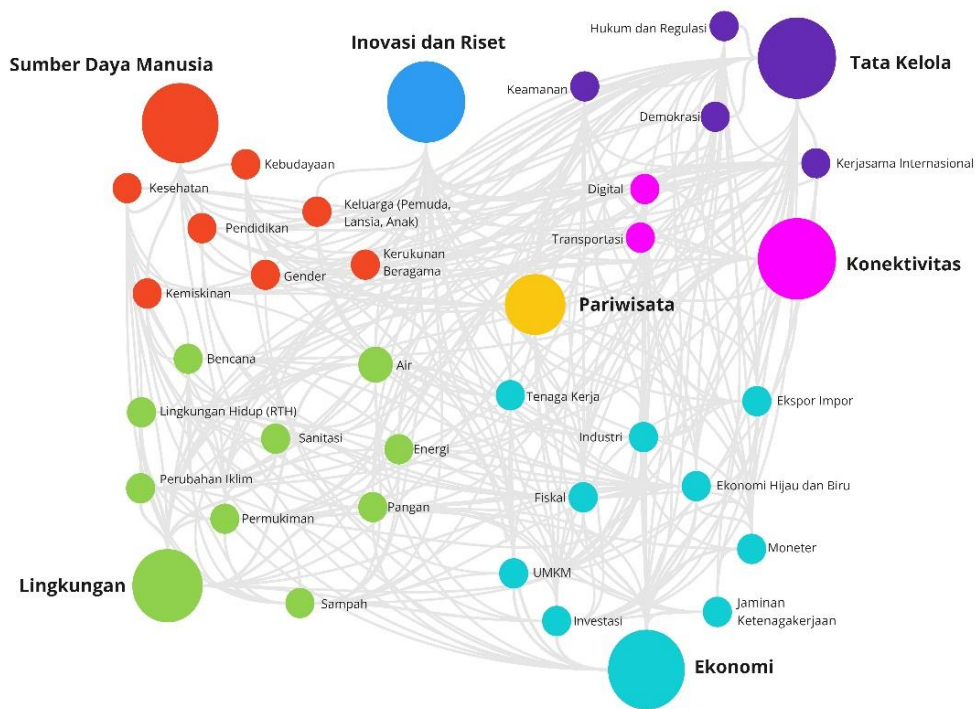 Hukum dan Regulasi
Inovasi dan Riset
Sumber Daya Manusia
Tata Kelola
Keamanan
Demokrasi
Kebudayaan
Kerjasama Internasional
Kesehatan
Digital
Keluarga (Pemuda,
Lansia, Anak)
Pendidikan
Transportasi
Kerukunan
Beragama
Gender
Konektivitas
Kemiskinan
Pariwisata
Bencana
Air
Tenaga Kerja
Ekspor Impor
Lingkungan Hidup (RTH)
Sanitasi
Industri
Energi
Perubahan Iklim
Ekonomi Hijau dan Biru
Fiskal
Pangan
Permukiman
Moneter
UMKM
Lingkungan
Sampah
Jaminan
Ketenagakerjaan
Investasi
Ekonomi